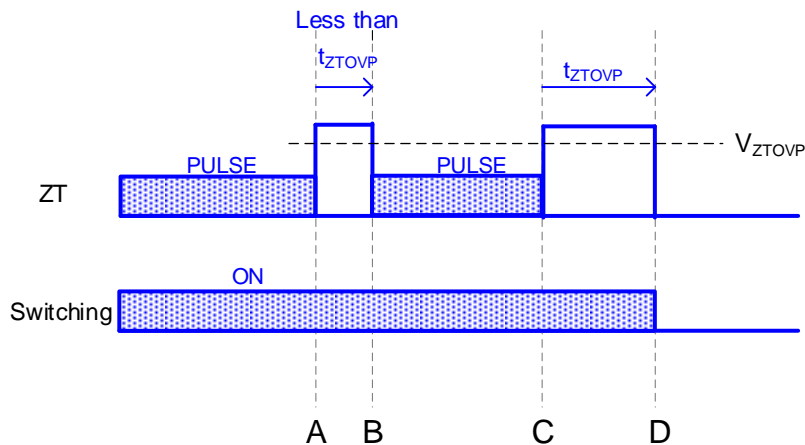 Less than
tZTOVP
tZTOVP
VZTOVP
PULSE
PULSE
ZT
ON
Switching
A
B
C
D